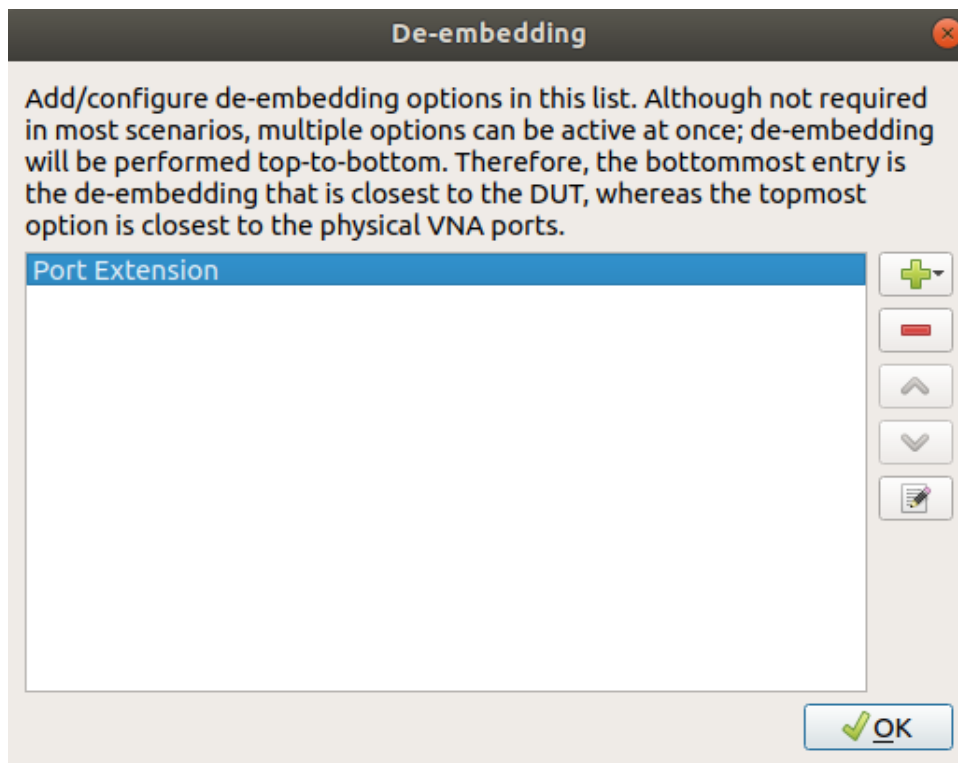 De-embedding
Add/configure de-embedding options in this list. Although not required
in most scenarios, multiple options can be active at once; de-embedding
will be performed top-to-bottom. Therefore, the bottommost entry is
the de-embedding that is closest to the DUT, whereas the topmost
option is closest to the physical VNA ports.
Port Extension
OK